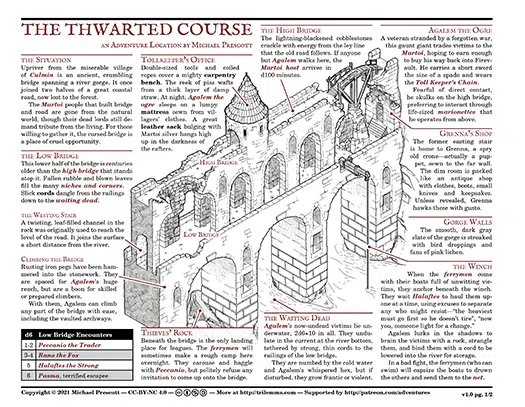 THE THWARTED COURSE
AN ADVENTURE LOCATION BY MICHAEL PRESCOTT
THE SITUATION
Upriver from the miserable village
of Culmin is an ancient, crumbling
bridge spanning a river gorge. It once
joined two halves of a great coastal
road, now lost to the forest.
The Martoi people that built bridge
and road are gone from the natural
world, though their dead lords still de-
mand tribute from the living. For those
willing to get it, the cursed bridge is
a place of cruel opportunity.
THE LOW BRIDGE
This lower half of the bridge is centuries
older than the high bridge that stands
atop it. Fallen rubble and blown leaves
fill the many niches and corners.
Slick cords dangle from the railings
down to the waiting dead.
THE WESTING STAIR
A twisting, leaf-filled channel in the
rock was originally used to reach the
level of the road. It joins the surface
a short distance from the river.
CLIMBING THE BRIDGE
Rusting iron pegs have been ham-
mered into the stonework. They
are spaced for Agalem's huge
reach, but are a boon for skilled
or prepared climbers.
With them, Agalem can climb
any part of the bridge with ease,
including the vaulted archways.
d6 Low Bridge Encounters
1-2 Peccanio the Trader
3-4 Rano the Fox
5 Halaflas the Strong
6 Pasma, terrified escapee
TOLLKEEPER'S OFFICE
Double-sized tools and coiled
ropes cover a mighty carpentry
bench. The reek of piss wafts
from a thick layer of damp
straw. At night, Agalem the
ogre sleeps on a lumpy
mattress sewn from vil-
lagers' clothes. A great
leather sack bulging with
Martoi silver hangs high
up in the darkness of
the rafters.
HIGH BRIDGE
LOW BRIDGE
THIEVES' ROCK
Beneath the bridge is the only landing
place for leagues. The ferrymen will
sometimes make a rough camp here
overnight. They carouse and haggle
with Peccanio, but politely refuse any
invitation to come up onto the bridge.
THE HIGH BRIDGE
The lightning-blackened cobblestones
crackle with energy from the ley line
that the old road follows. If anyone
but Agalem walks here, the
Martoi host arrives in
d100 minutes.
THE WAITING DEAD
Agalem's now-undead victims lie un-
derwater, 206+10 in all. They undu-
late in the current at the river bottom,
tethered by strong, thin cords to the
railings of the low bridge.
They are numbed by the cold water
and Agalem's whispered hope, but if
disturbed, they grow frantic or violent.
AGALEM THE OGRE
A veteran stranded by a forgotten war,
this gaunt giant trades victims to the
Martoi, hoping to earn enough
to buy his way back into Firev-
ault. He carries a short sword
the size of a spade and wears
the Toll Keeper's Chain.
Fearful of direct contact,
he skulks on the high bridge,
preferring to interact through
life-sized marionettes that
he operates from above.
GRENNA'S SHOP
The former easting stair
is home to Grenna, a spry
old crone—actually a pup-
pet, sewn to the far wall.
The dim room is packed
like an antique shop
with clothes, boots, small
knives and keepsakes.
Unless revealed, Grenna
hawks these with gusto.
GORGE WALLS
The smooth, dark gray
slate of the gorge is streaked
with bird droppings and
fans of pink lichen.
THE WINCH
When the ferrymen come
with their boats full of unwitting vic-
tims, they anchor beneath the winch.
They wait Halaflas to haul them up
one at a time, using excuses to separate
any who might resist—"the heaviest
must go first so he doesn't tire", "now
you, someone light for a change."
Agalem lurks in the shadows to
brain the victims with a rock, strangle
them, and bind them with a cord to be
lowered into the river for storage.
In a bad fight, the ferrymen (who can
swim) will capsize the boats to drown
the others and send them to the net.
Copyright © 2021 Michael Prescott — CC-BY-NC 4.0 — More at http://trilemma.com — Supported by http://patreon.com/adventures
v1.0 pg. 1/2